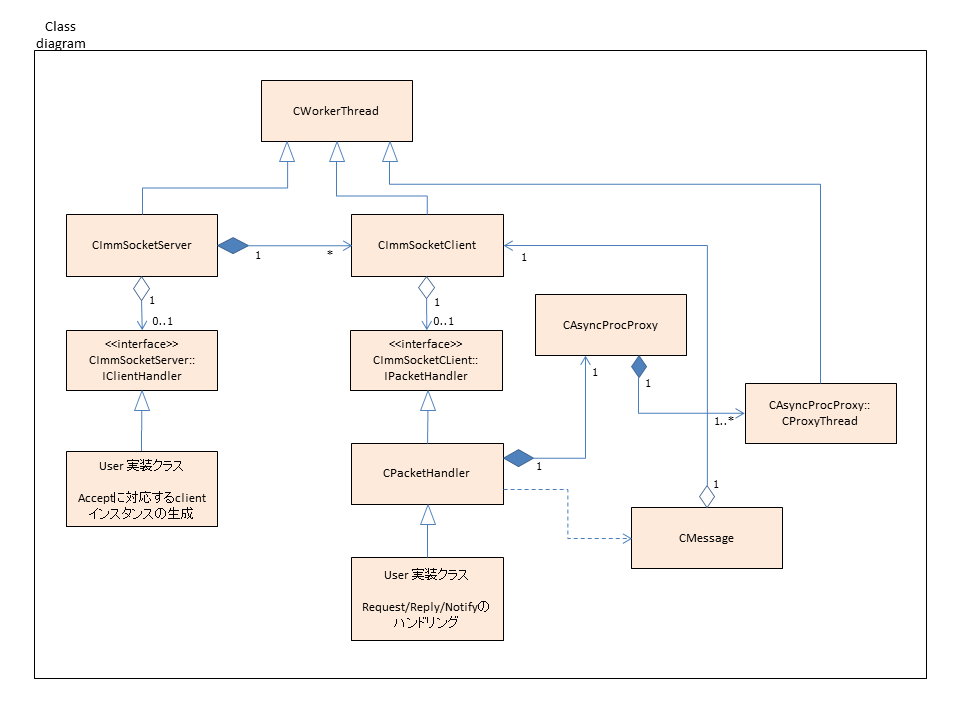 Class
diagram
CWorkerThread
CImmSocketServer
1
*
CImmSocketClient
1
1
0..1
1
0..1
<<interface>>
CImmSocketServer::
IClientHandler
<<interface>>
CImmSocketCLient::
IPacketHandler
CAsyncProcProxy
1
1
1..*
CAsyncProcProxy::
CProxyThread
User 実装クラス
Acceptに対応するclient
インスタンスの生成
CPacketHandler
1
1
CMessage
User 実装クラス
Request/Reply/Notifyの
ハンドリング